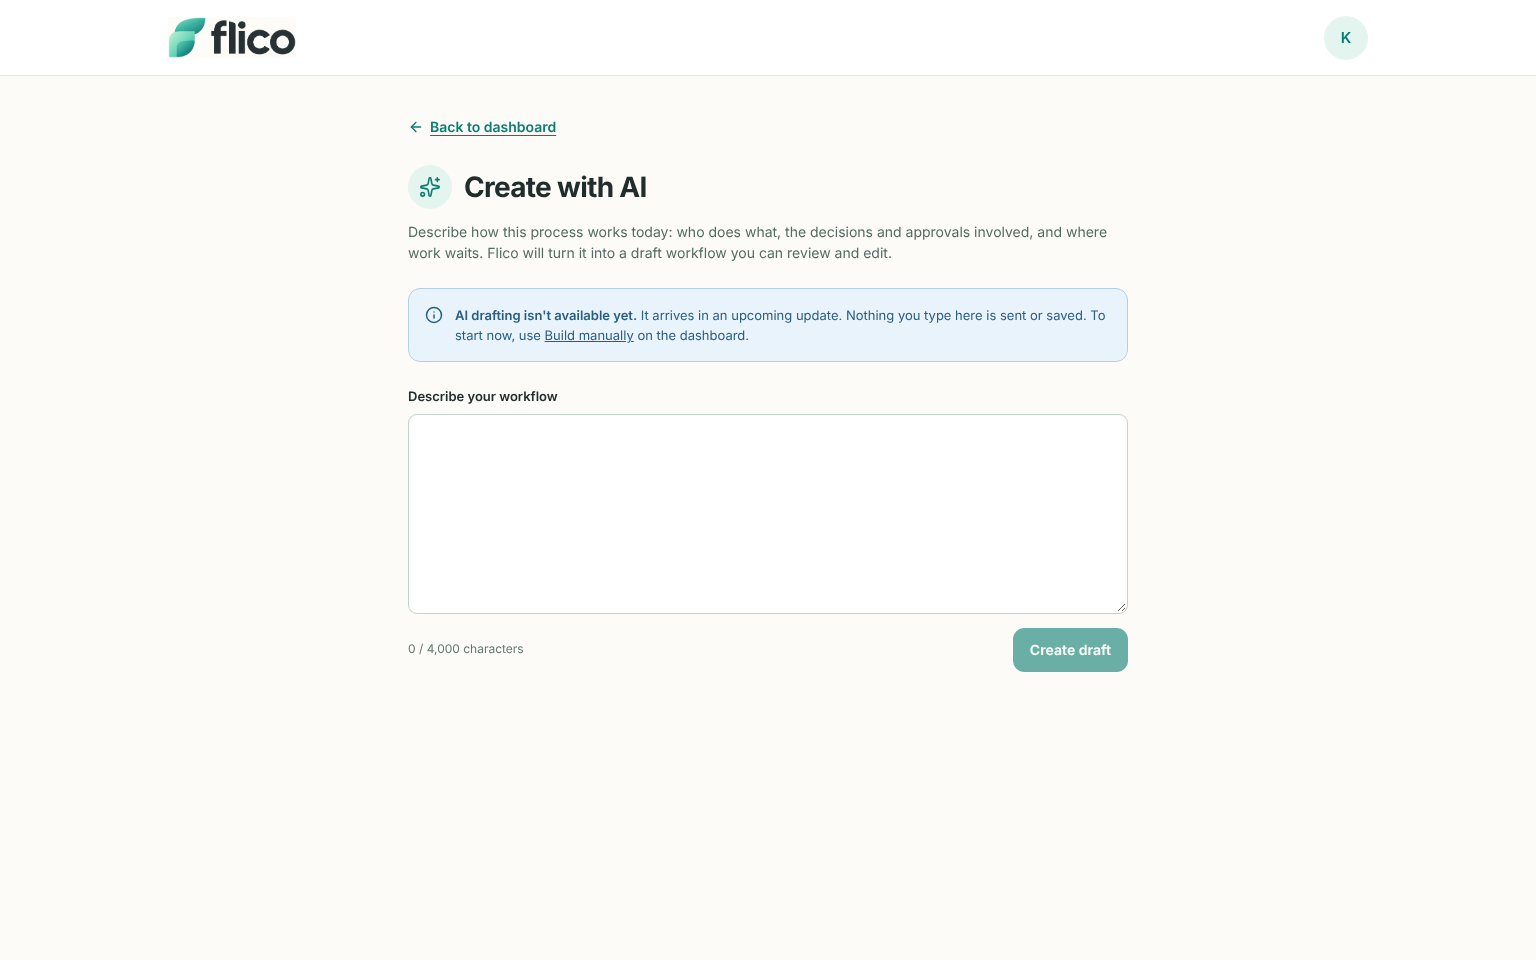 flico
K
Back to dashboard
Create with AI
Describe how this process works today: who does what, the decisions and approvals involved, and where
work waits. Flico will turn it into a draft workflow you can review and edit.
AI drafting isn't available yet. It arrives in an upcoming update. Nothing you type here is sent or saved. To
start now, use Build manually on the dashboard.
Describe your workflow
0 / 4,000 characters
Create draft